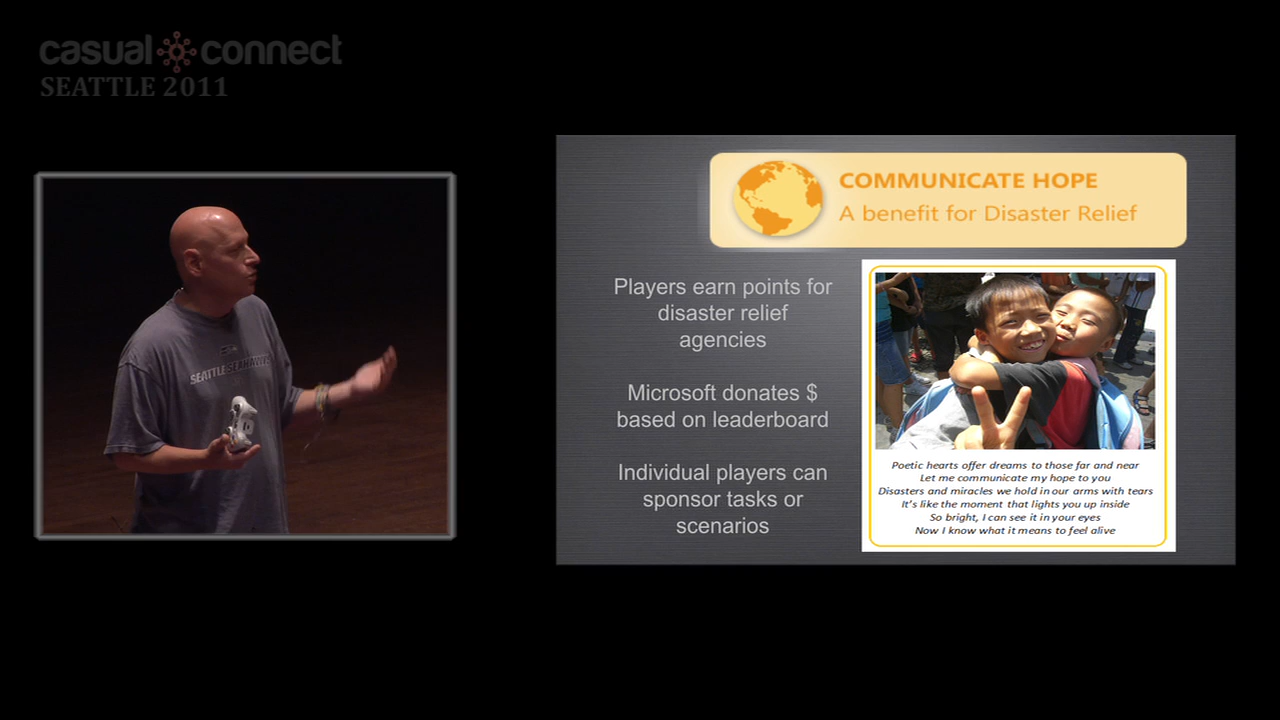 casual connect
SEATTLE 2011
SEATTLE SEAHAWKS
COMMUNICATE HOPE
A benefit for Disaster Relief
Players earn points for
disaster relief
agencies
Microsoft donates $
based on leaderboard
Individual players can
sponsor tasks or
scenarios
Poetic hearts offer dreams to those far and near
Let me communicate my hope to you
Disasters and miracles we hold in our arms with tears
It's like the moment that lights you up inside
So bright, I can see it in your eyes
Now I know what it means to feel alive